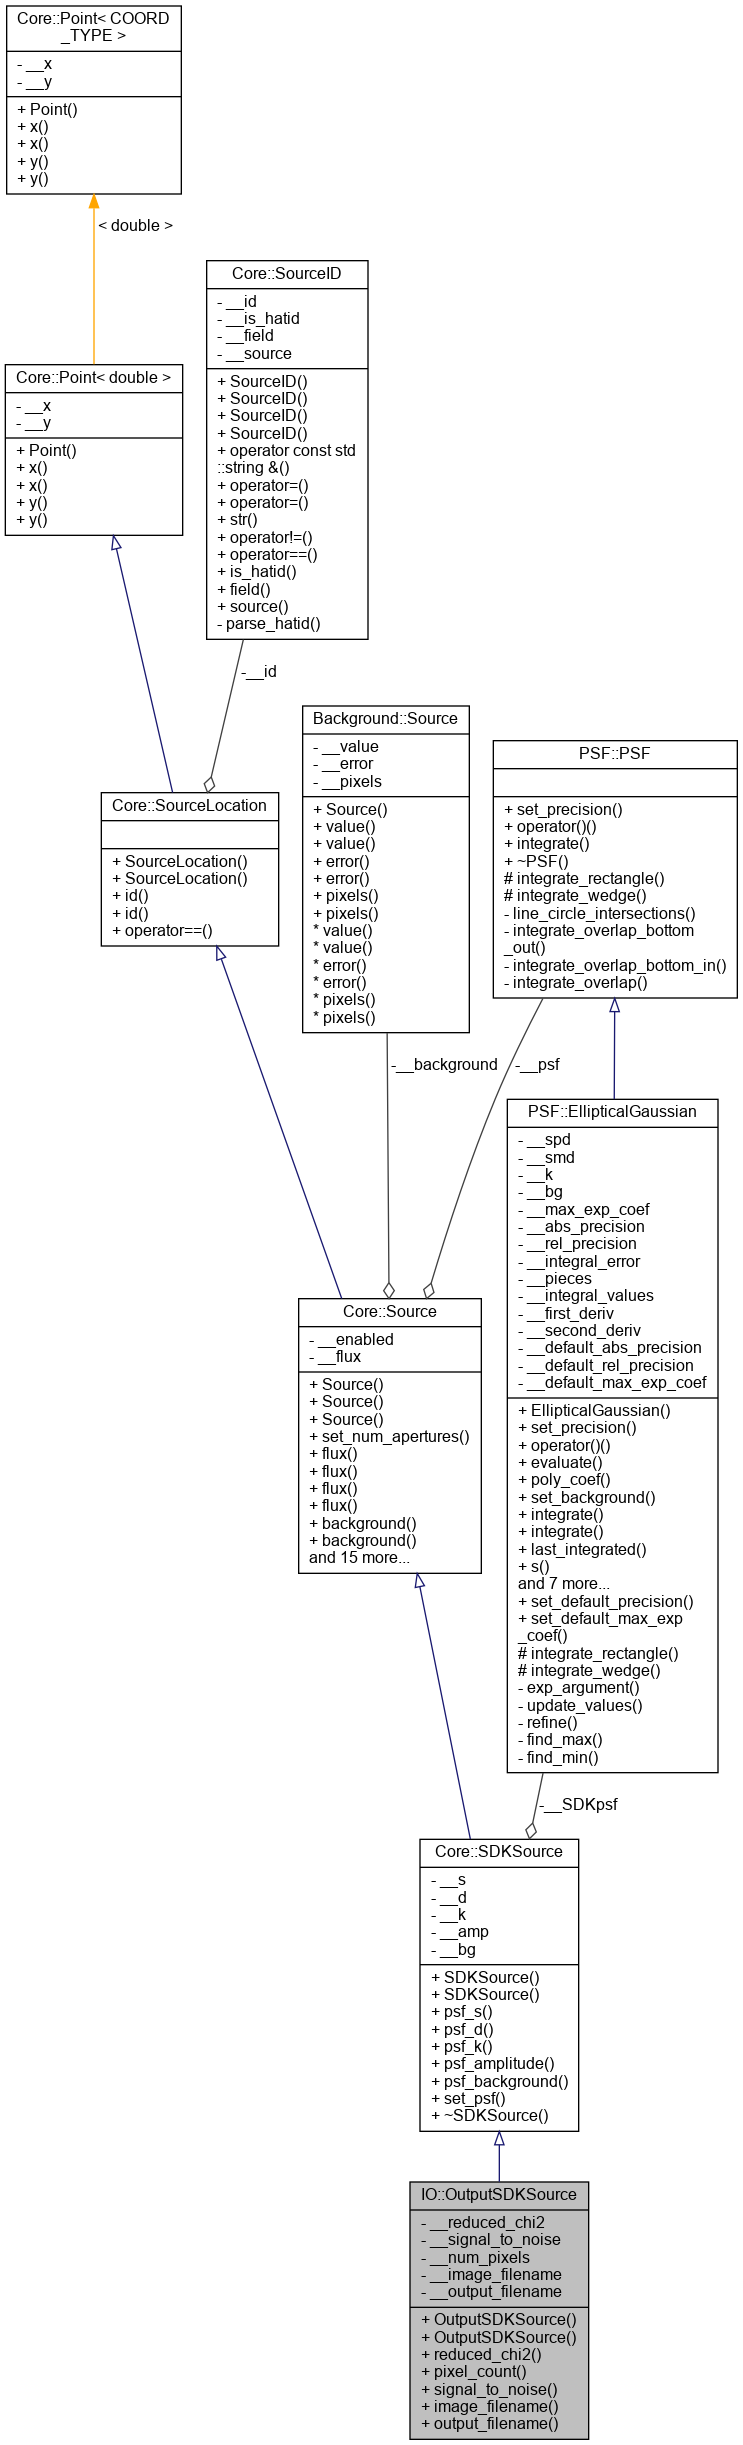 Core::Point< COORD
_TYPE >
- __x
- __y
+ Point()
+ x()
+ x()
+ y()
+ y()
< double >
Core::SourceID
- __id
- __is_hatid
- __field
- __source
+ SourceID()
+ SourceID()
+ SourceID()
+ SourceID()
+ operator const std
::string &()
+ operator=()
+ operator=()
+ str()
+ operator!=()
+ operator==()
+ is_hatid()
+ field()
+ source()
- parse_hatid()
Core::Point< double >
- __x
- __y
+ Point()
+ x()
+ x()
+ y()
+ y()
-__id
Background::Source
- __value
- __error
- __pixels
+ Source()
+ value()
+ value()
+ error()
+ error()
+ pixels()
+ pixels()
* value()
* value()
* error()
* error()
* pixels()
* pixels()
PSF::PSF
+ set_precision()
+ operator()()
+ integrate()
+ ~PSF()
# integrate_rectangle()
# integrate_wedge()
- line_circle_intersections()
- integrate_overlap_bottom
_out()
- integrate_overlap_bottom_in()
- integrate_overlap()
Core::SourceLocation
+ SourceLocation()
+ SourceLocation()
+ id()
+ id()
+ operator==()
-__background
-__psf
PSF::EllipticalGaussian
- __spd
- __smd
- __k
- __bg
- __max_exp_coef
- __abs_precision
- __rel_precision
- __integral_error
- __pieces
- __integral_values
- __first_deriv
- __second_deriv
- __default_abs_precision
- __default_rel_precision
- __default_max_exp_coef
+ EllipticalGaussian()
+ set_precision()
+ operator()()
+ evaluate()
+ poly_coef()
+ set_background()
+ integrate()
+ integrate()
+ last_integrated()
+ s()
and 7 more...
+ set_default_precision()
+ set_default_max_exp
_coef()
# integrate_rectangle()
# integrate_wedge()
- exp_argument()
- update_values()
- refine()
- find_max()
- find_min()
Core::Source
- __enabled
- __flux
+ Source()
+ Source()
+ Source()
+ set_num_apertures()
+ flux()
+ flux()
+ flux()
+ flux()
+ background()
+ background()
and 15 more...
-__SDKpsf
Core::SDKSource
- __s
- __d
- __k
- __amp
- __bg
+ SDKSource()
+ SDKSource()
+ psf_s()
+ psf_d()
+ psf_k()
+ psf_amplitude()
+ psf_background()
+ set_psf()
+ ~SDKSource()
IO::OutputSDKSource
- __reduced_chi2
- __signal_to_noise
- __num_pixels
- __image_filename
- __output_filename
+ OutputSDKSource()
+ OutputSDKSource()
+ reduced_chi2()
+ pixel_count()
+ signal_to_noise()
+ image_filename()
+ output_filename()